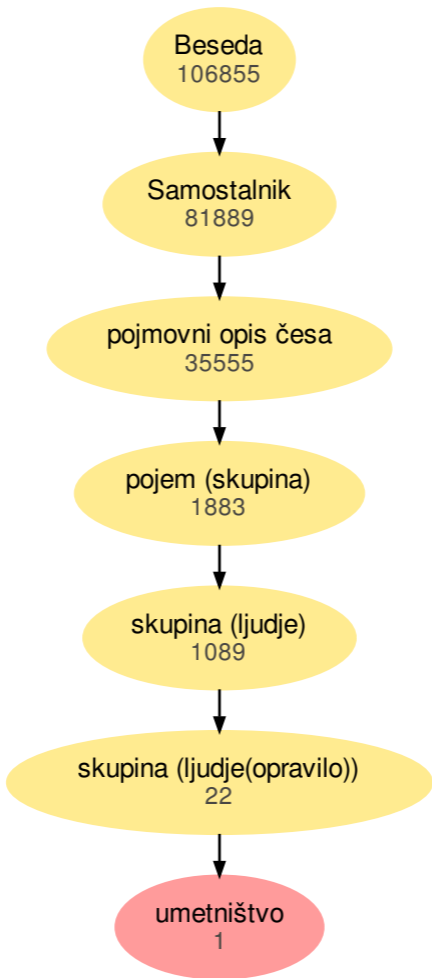 Beseda
106855
Samostalnik
81889
pojmovni opis česa
35555
pojem (skupina)
1883
skupina (ljudje)
1089
skupina (ljudje(opravilo))
22
umetništvo
1